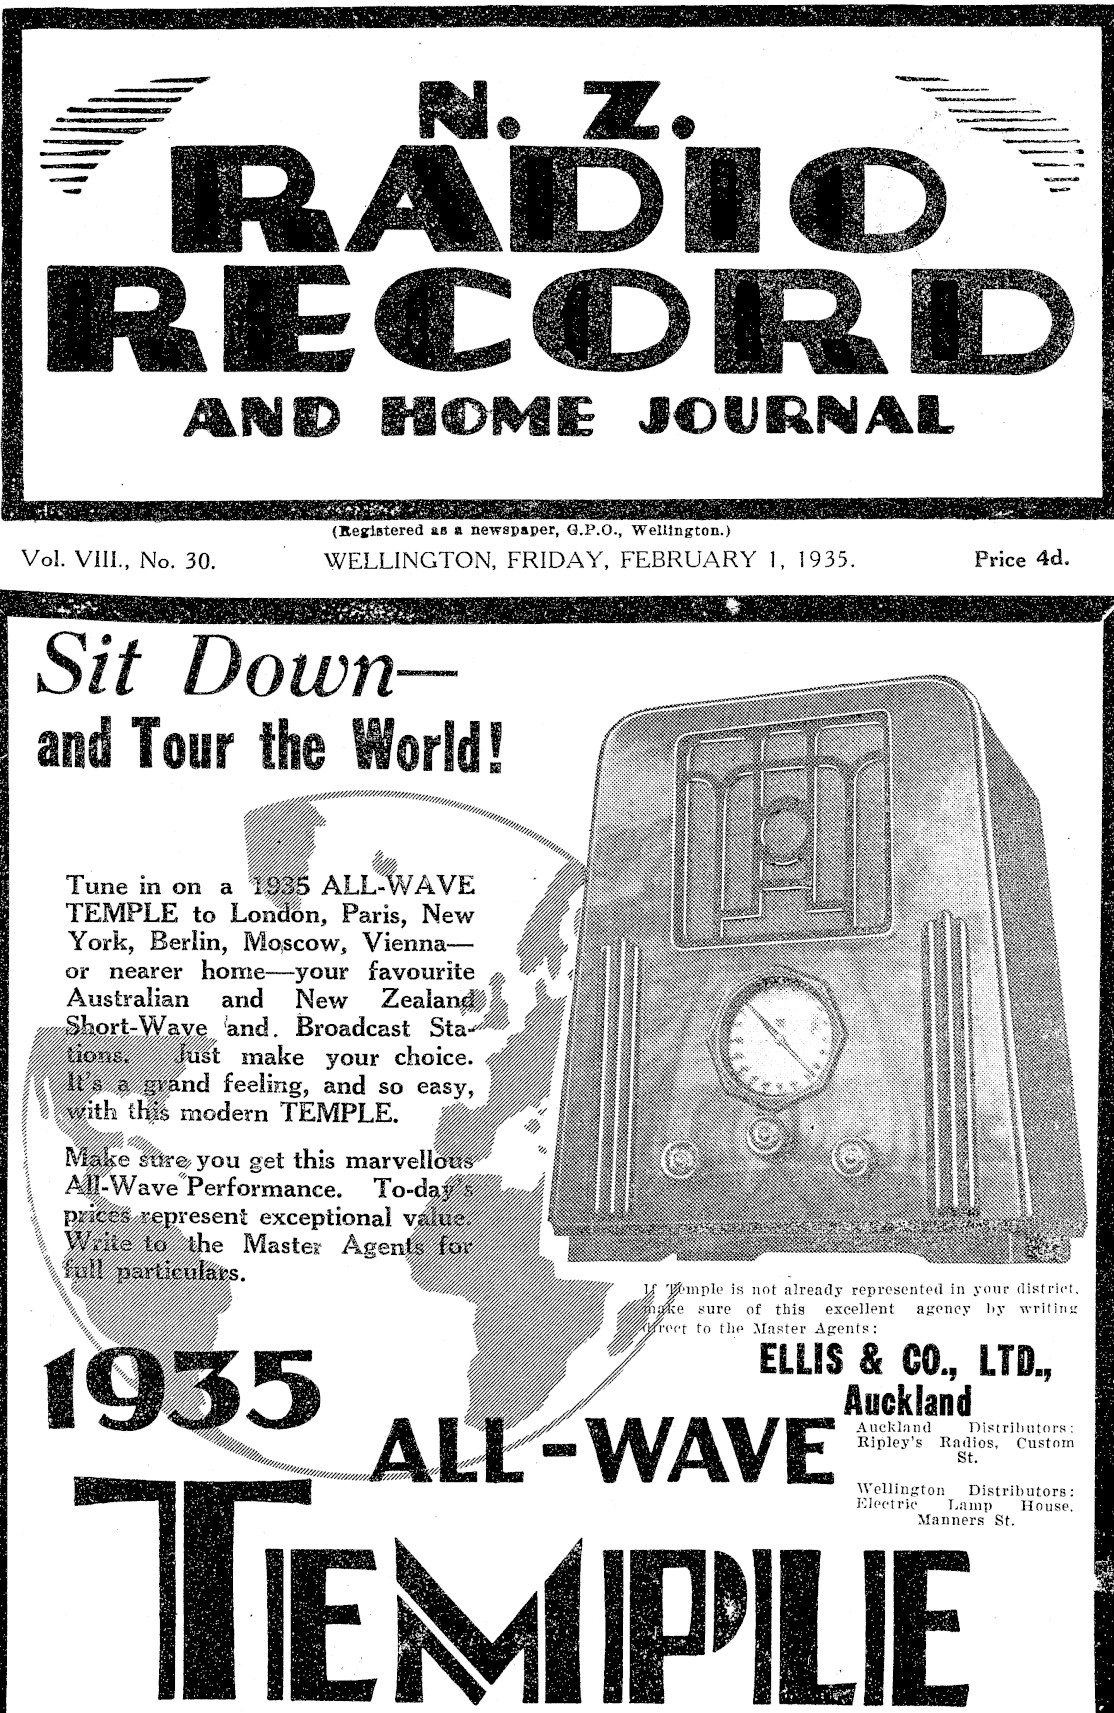 N. Z.
RADIO
RECORD
AND HOME JOURNAL
(Registered as a newspaper, G.P.O., Wellington.)
Vol. VIII., No. 30. WELLINGTON, FRIDAY, FEBRUARY 1, 1935. Price 4d.
Sit Down—
and Tour the World!
Tune in on a 1935 ALL-WAVE
TEMPLE to London, Paris, New
York, Berlin, Moscow, Vienna—
or nearer home—your favourite
Australian and New Zealand
Short-Wave and. Broadcast Sta-
tions. Just make your choice.
It's a grand feeling, and so easy,
with this modern TEMPLE.
Make sure you get this marvellous
All-Wave Performance. To-day's
prices represent exceptional value.
Write to the Master Agents for
full particulars.
If Temple is not already represented in your district,
make sure of this excellent agency by writing
direct to the Master Agents:
ELLIS & CO., LTD.,
Auckland
Auckland Distributors:
Ripley's Radios, Custom
St.
Wellington Distributors:
Electric Lamp House,
Manners St.
1935
ALL-WAVE
TEMPLE